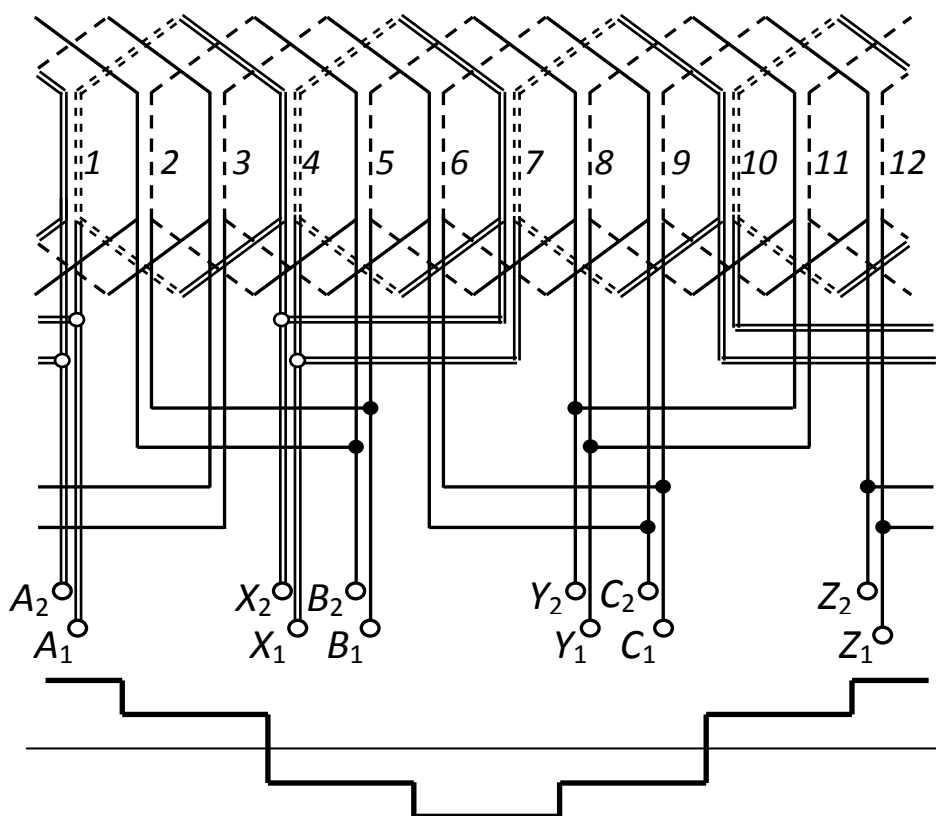 1 2 3 4 5 6 7 8 9 10 11 12
A₂ X₂ B₂ Y₂ C₂ Z₂
A₁ X₁ B₁ Y₁ C₁ Z₁